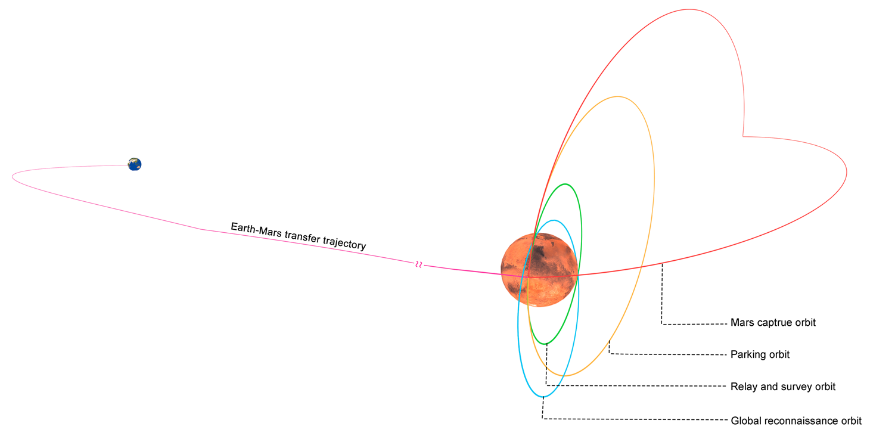 Earth-Mars transfer trajectory
Mars captrue orbit
Parking orbit
Relay and survey orbit
Global reconnaissance orbit